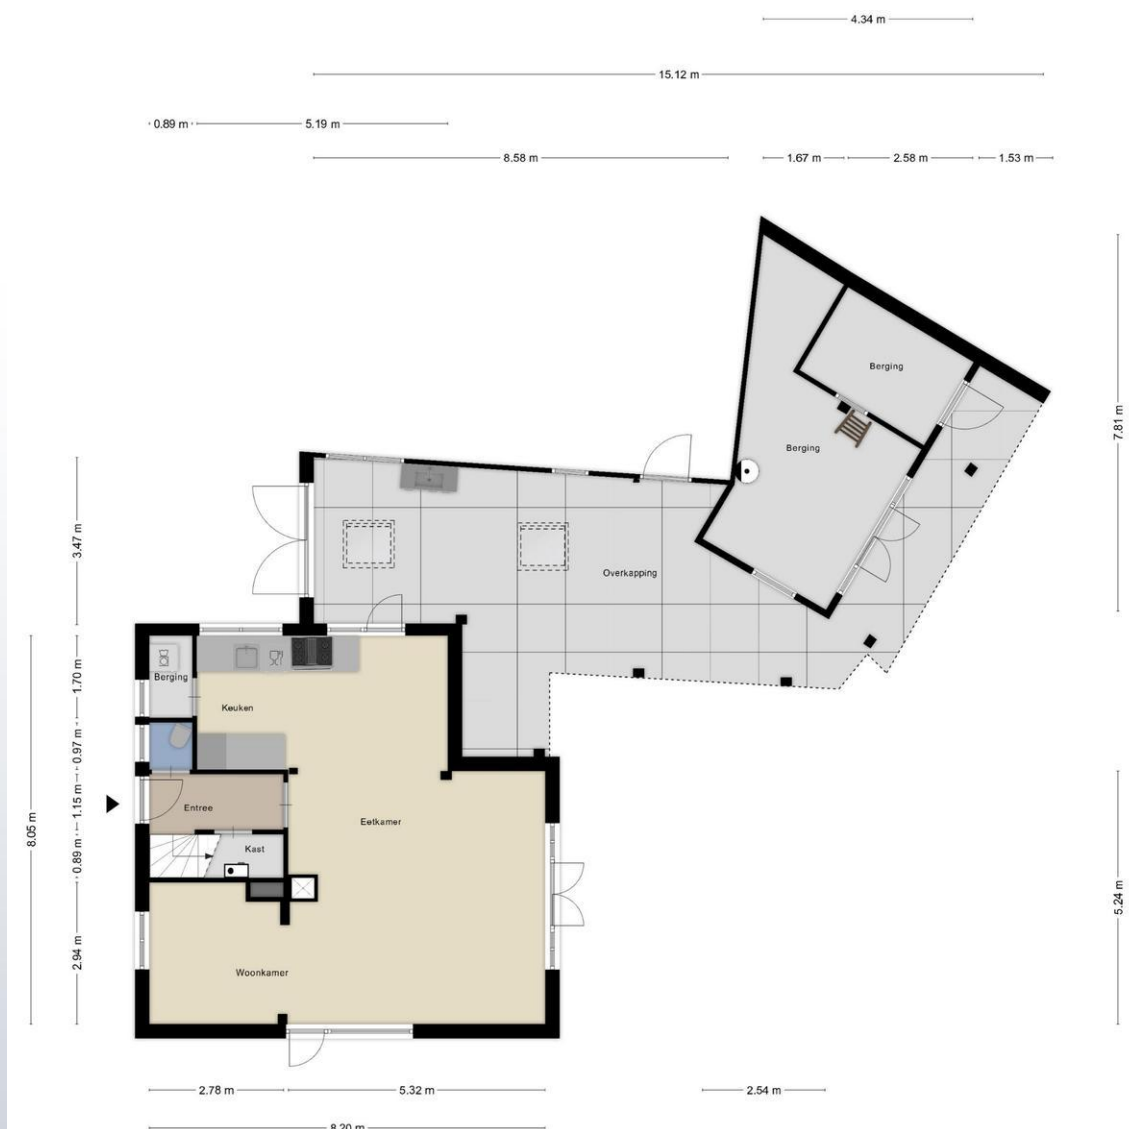 4.34 m
15.12 m
0.89 m
5.19 m
8.58 m
1.67 m
2.58 m
1.53 m
7.81 m
Berging
Berging
3.47 m
Overkapping
1.70 m
Berging
Keuken
0.97 m
1.15 m
Entree
8.05 m
Eetkamer
0.89 m
Kast
5.24 m
2.94 m
Woonkamer
2.78 m
5.32 m
2.54 m
8.20 m